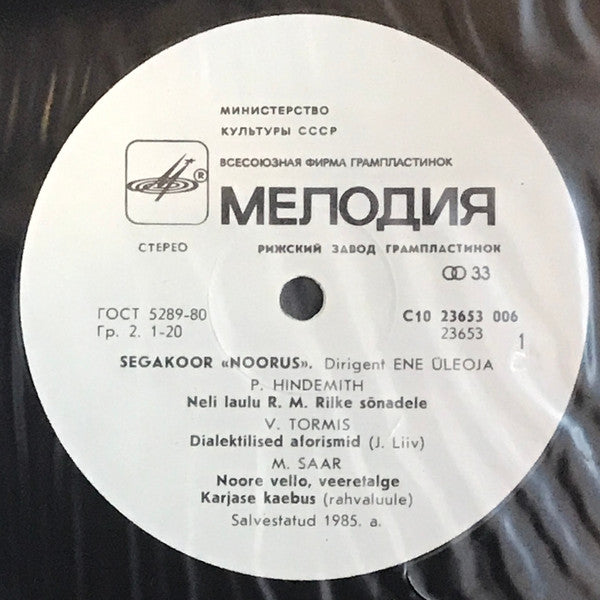 МИНИСТЕРСТВО
КУЛЬТУРЫ СССР
ВСЕСОЮЗНАЯ ФИРМА ГРАМПЛАСТИНОК
®
МЕЛОДИЯ
СТЕРЕО
РИЖСКИЙ ЗАВОД ГРАМПЛАСТИНОК
33
ГОСТ 5289-80
Гр. 2. 1-20
С10 23653 006
23653
1
SEGAKOOR «NOORUS». Dirigent ENE ÜLEOJA
P. HINDEMITH
Neli laulu R. M. Rilke sõnadele
V. TORMIS
Dialektilised aforismid (J. Liiv)
M. SAAR
Noore vello, veeretalge
Karjase kaebus (rahvaluule)
Salvestatud 1985. a.